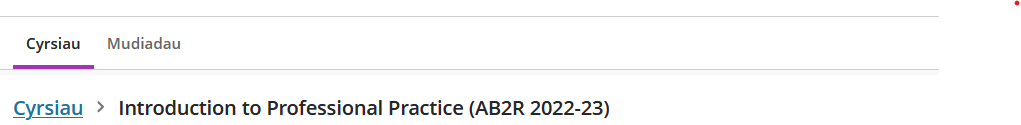 Cyrsiau Mudiadau
Cyrsiau > Introduction to Professional Practice (AB2R 2022-23)